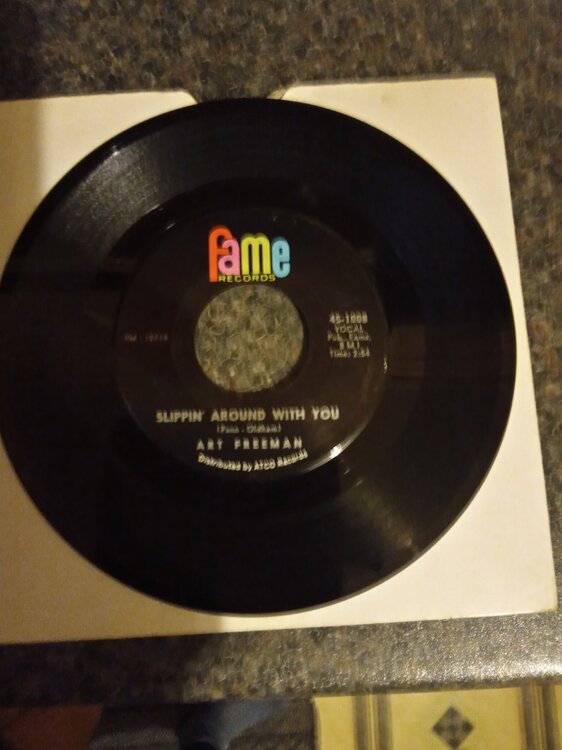 fame
RECORDS
45-1008
VOCAL
Pub., Fame,
B M I
Time: 2:54
SLIPPIN' AROUND WITH YOU
(Penn - Oldham)
ART FREEMAN
Distributed by ATCO Records